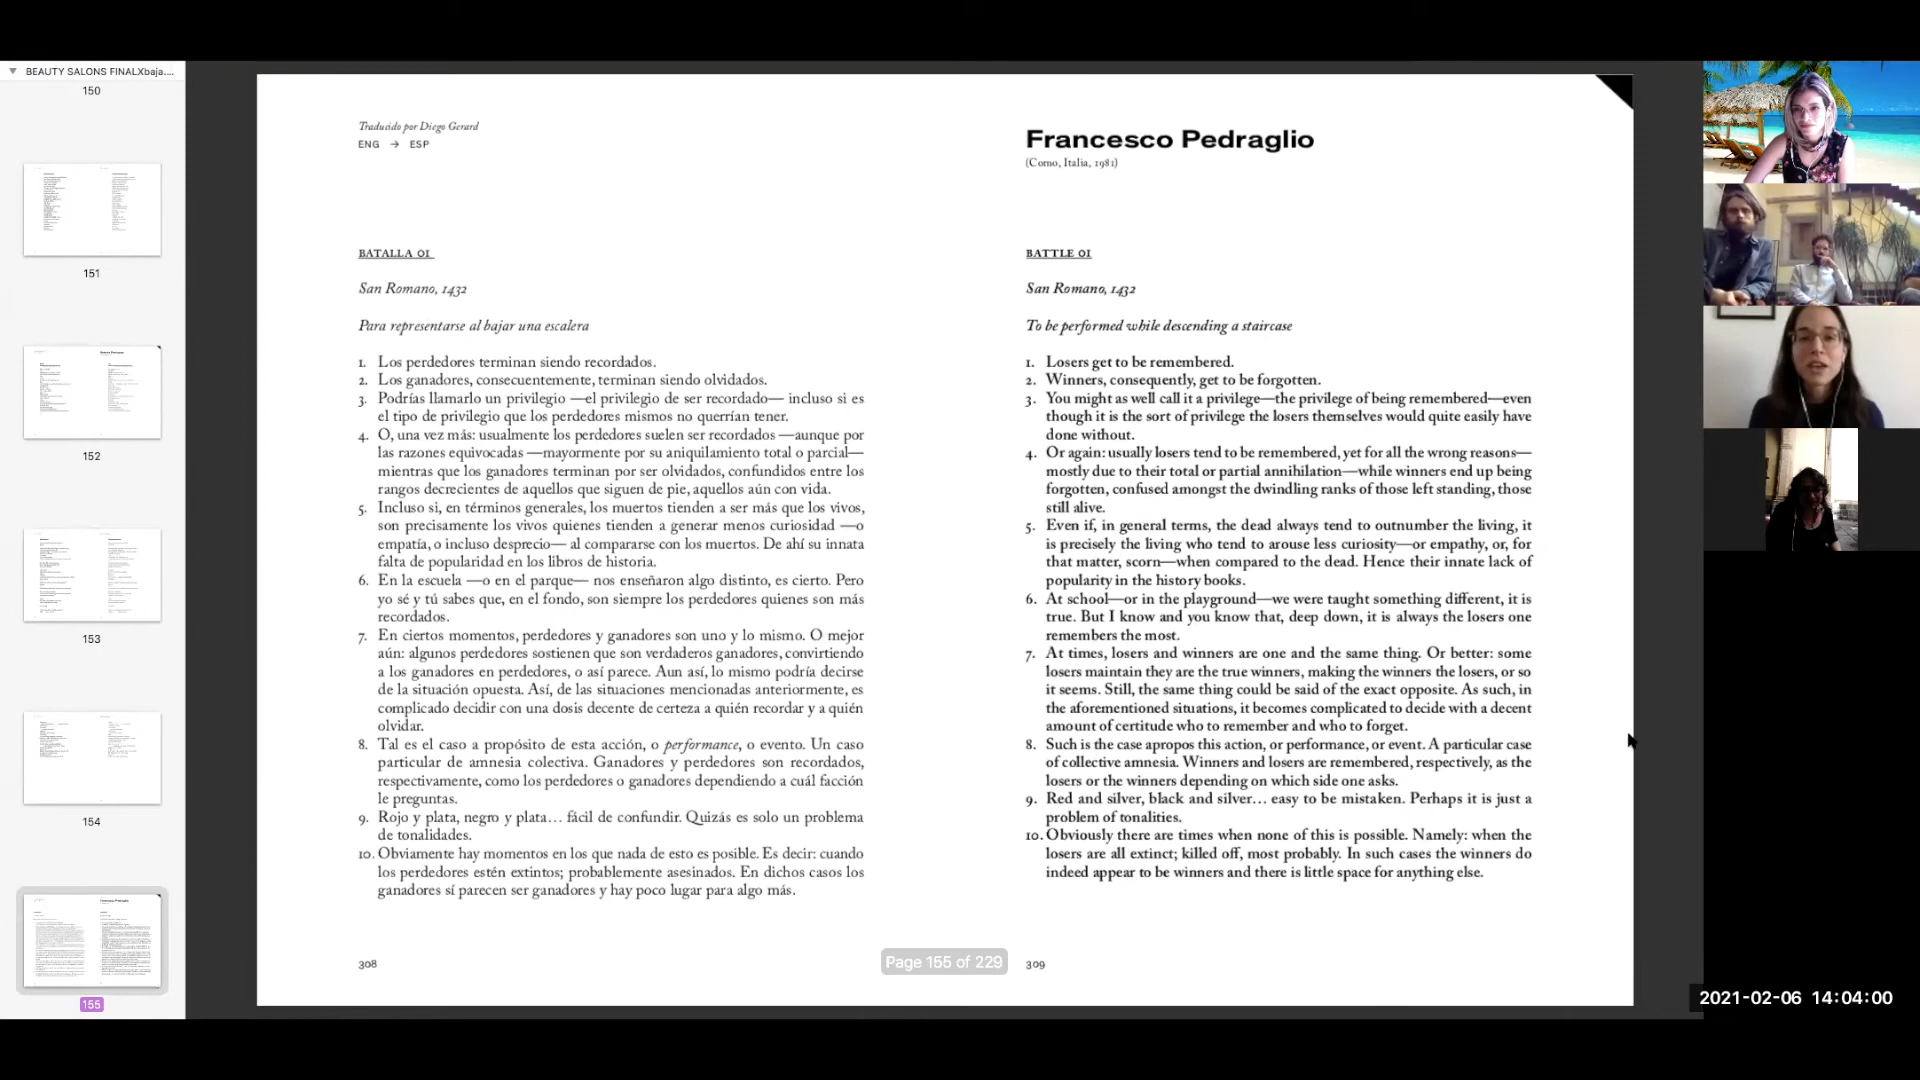 BEAUTY SALONS FINALXbaja....
150
151
152
153
154
155
Traducido por Diego Gerard
ENG → ESP
BATALLA 01
San Romano, 1432
Para representarse al bajar una escalera
1. Los perdedores terminan siendo recordados.
2. Los ganadores, consecuentemente, terminan siendo olvidados.
3. Podrías llamarlo un privilegio —el privilegio de ser recordado— incluso si es
el tipo de privilegio que los perdedores mismos no querrían tener.
4. O, una vez más: usualmente los perdedores suelen ser recordados —aunque por
las razones equivocadas —mayormente por su aniquilamiento total o parcial—
mientras que los ganadores terminan por ser olvidados, confundidos entre los
rangos decrecientes de aquellos que siguen de pie, aquellos aún con vida.
5. Incluso si, en términos generales, los muertos tienden a ser más que los vivos,
son precisamente los vivos quienes tienden a generar menos curiosidad —o
empatía, o incluso desprecio— al compararse con los muertos. De ahí su innata
falta de popularidad en los libros de historia.
6. En la escuela —o en el parque— nos enseñaron algo distinto, es cierto. Pero
yo sé y tú sabes que, en el fondo, son siempre los perdedores quienes son más
recordados.
7. En ciertos momentos, perdedores y ganadores son uno y lo mismo. O mejor
aún: algunos perdedores sostienen que son verdaderos ganadores, convirtiendo
a los ganadores en perdedores, o así parece. Aun así, lo mismo podría decirse
de la situación opuesta. Así, de las situaciones mencionadas anteriormente, es
complicado decidir con una dosis decente de certeza a quién recordar y a quién
olvidar.
8. Tal es el caso a propósito de esta acción, o performance, o evento. Un caso
particular de amnesia colectiva. Ganadores y perdedores son recordados,
respectivamente, como los perdedores o ganadores dependiendo a cuál facción
le preguntas.
9. Rojo y plata, negro y plata… fácil de confundir. Quizás es solo un problema
de tonalidades.
10. Obviamente hay momentos en los que nada de esto es posible. Es decir: cuando
los perdedores estén extintos; probablemente asesinados. En dichos casos los
ganadores sí parecen ser ganadores y hay poco lugar para algo más.
308
Francesco Pedraglio
(Como, Italia, 1981)
BATTLE 01
San Romano, 1432
To be performed while descending a staircase
1. Losers get to be remembered.
2. Winners, consequently, get to be forgotten.
3. You might as well call it a privilege—the privilege of being remembered—even
though it is the sort of privilege the losers themselves would quite easily have
done without.
4. Or again: usually losers tend to be remembered, yet for all the wrong reasons—
mostly due to their total or partial annihilation—while winners end up being
forgotten, confused amongst the dwindling ranks of those left standing, those
still alive.
5. Even if, in general terms, the dead always tend to outnumber the living, it
is precisely the living who tend to arouse less curiosity—or empathy, or, for
that matter, scorn—when compared to the dead. Hence their innate lack of
popularity in the history books.
6. At school—or in the playground—we were taught something different, it is
true. But I know and you know that, deep down, it is always the losers one
remembers the most.
7. At times, losers and winners are one and the same thing. Or better: some
losers maintain they are the true winners, making the winners the losers, or so
it seems. Still, the same thing could be said of the exact opposite. As such, in
the aforementioned situations, it becomes complicated to decide with a decent
amount of certitude who to remember and who to forget.
8. Such is the case apropos this action, or performance, or event. A particular case
of collective amnesia. Winners and losers are remembered, respectively, as the
losers or the winners depending on which side one asks.
9. Red and silver, black and silver… easy to be mistaken. Perhaps it is just a
problem of tonalities.
10. Obviously there are times when none of this is possible. Namely: when the
losers are all extinct; killed off, most probably. In such cases the winners do
indeed appear to be winners and there is little space for anything else.
309
Page 155 of 229
2021-02-06 14:04:00